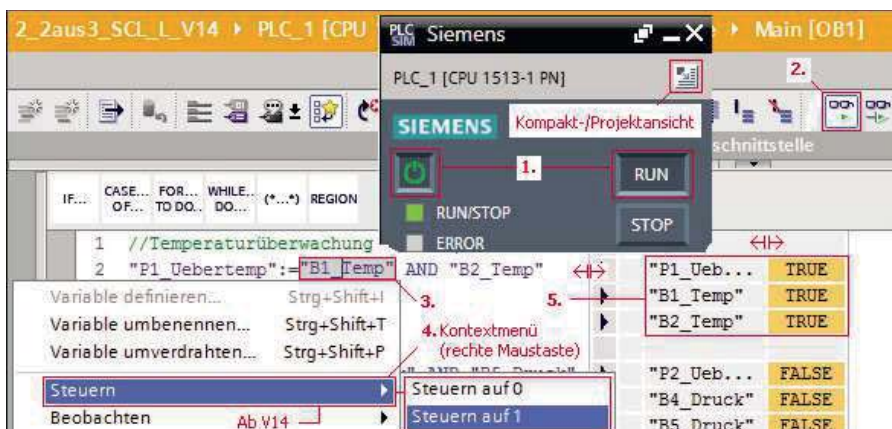 2_2aus3_SCL_L_V14 ▸ PLC_1 [CPU
▸ Main [OB1]
PLC SIM Siemens
PLC_1 [CPU 1513-1 PN]
2.
Kompakt-/Projektansicht
SIEMENS
schnittstelle
1.
RUN
IF...
CASE... OF...
FOR... TO DO..
WHILE.. DO...
(*...*)
REGION
RUN/STOP
STOP
ERROR
1 //Temperaturüberwachung
2 "P1_Uebertemp":="B1_Temp" AND "B2_Temp"
"P1_Ueb... TRUE
"B1_Temp" TRUE
"B2_Temp" TRUE
3.
5.
Variable definieren... Strg+Shift+I
Variable umbenennen... Strg+Shift+T
Variable umverdrahten... Strg+Shift+P
4. Kontextmenü
(rechte Maustaste)
" AND "B5_Druck"
"P2_Ueb... FALSE
"B4_Druck" FALSE
"B5_Druck" FALSE
Steuern
Steuern auf 0
Beobachten
Ab V14
Steuern auf 1